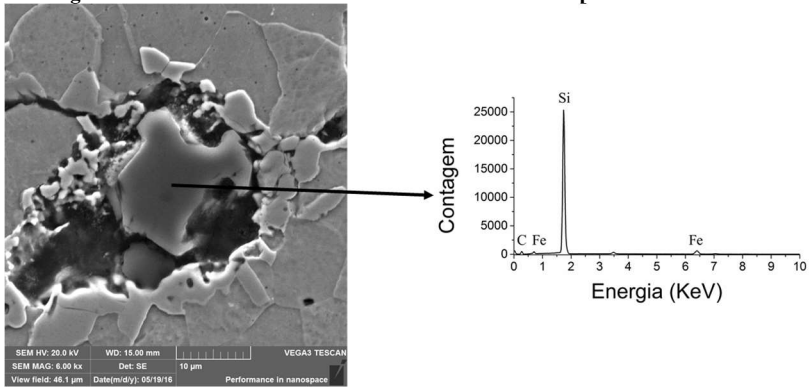 SEM HV: 20.0 kV WD: 15.00 mm VEGA3 TESCAN
SEM MAG: 6.00 kx Det: SE 10 µm
View field: 46.1 µm Date(m/d/y): 05/19/16 Performance in nanospace
Si
25000
20000
15000
10000
5000
0
C Fe Fe
0 1 2 3 4 5 6 7 8 9 10
Contagem
Energia (KeV)